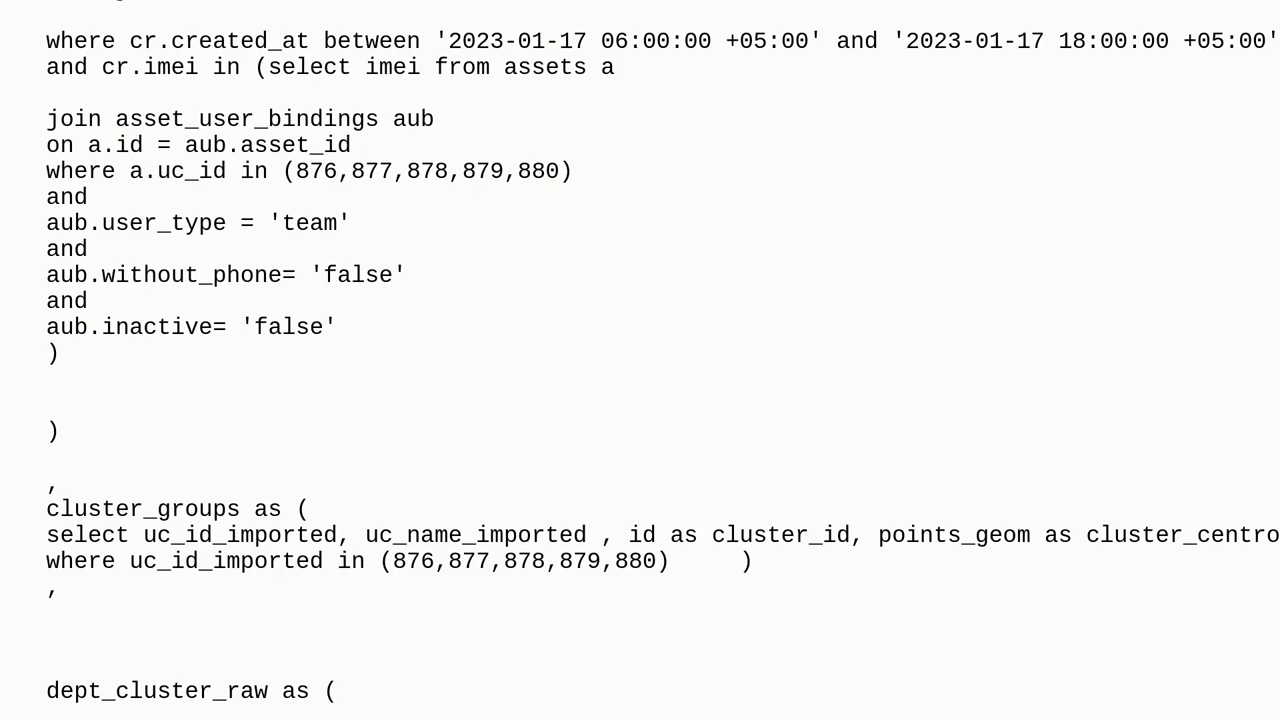 where cr.created_at between '2023-01-17 06:00:00 +05:00' and '2023-01-17 18:00:00 +05:00'
and cr.imei in (select imei from assets a
join asset_user_bindings aub
on a.id = aub.asset_id
where a.uc_id in (876,877,878,879,880)
and
aub.user_type = 'team'
and
aub.without_phone= 'false'
and
aub.inactive= 'false'
)
)
,
cluster_groups as (
select uc_id_imported, uc_name_imported , id as cluster_id, points_geom as cluster_centro
where uc_id_imported in (876,877,878,879,880)     )
,
dept_cluster_raw as (